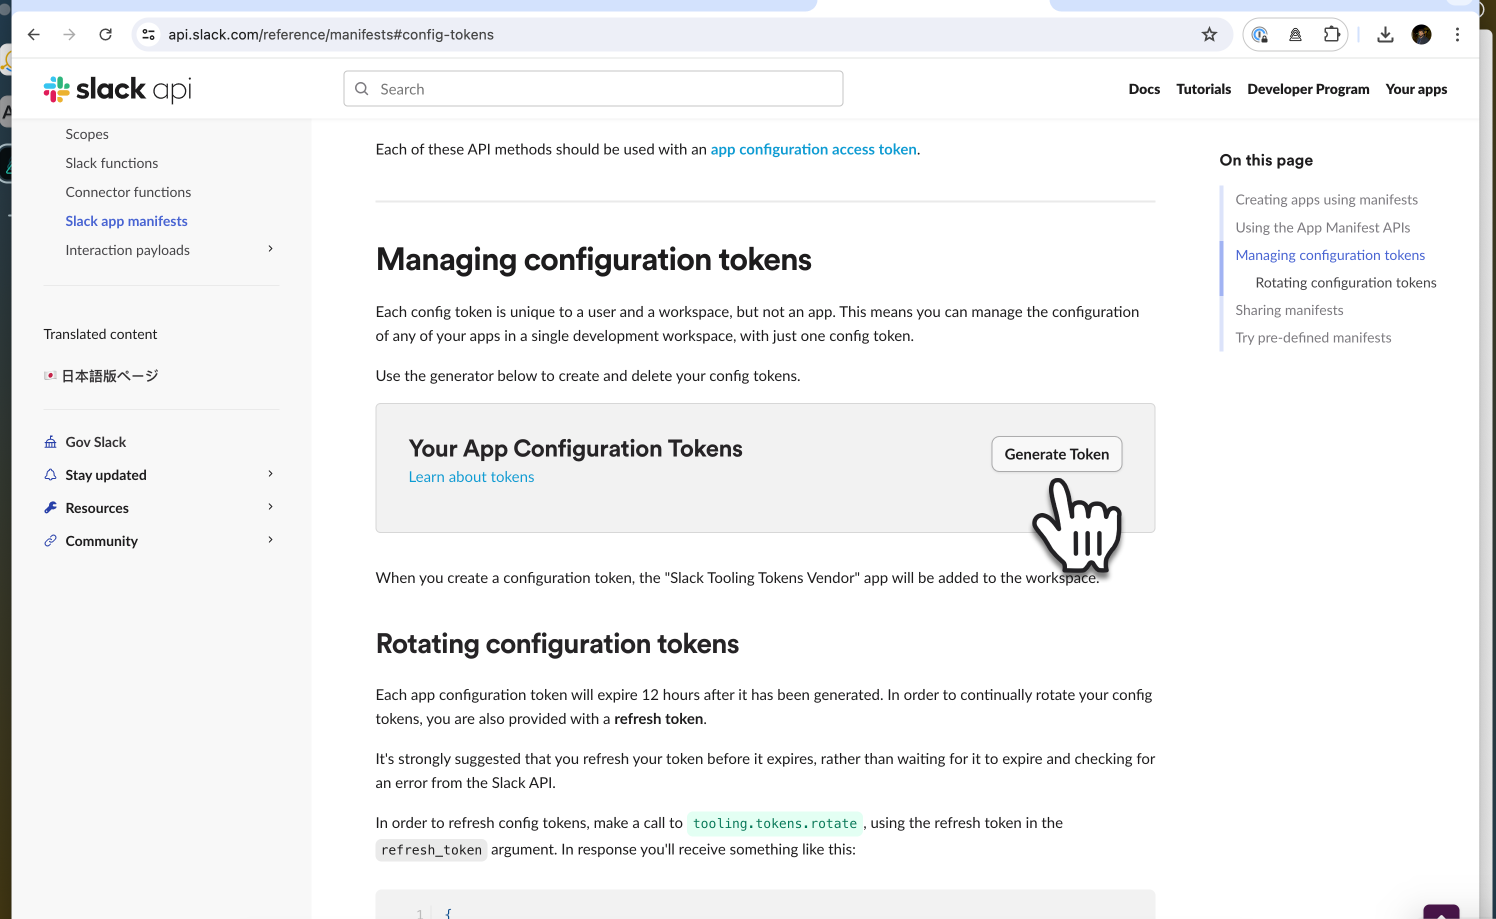 api.slack.com/reference/manifests#config-tokens
slack api
Search
Docs Tutorials Developer Program Your apps
Scopes
Slack functions
Connector functions
Slack app manifests
Interaction payloads
Translated content
日本語版ページ
Gov Slack
Stay updated
Resources
Community
Each of these API methods should be used with an app configuration access token.
Managing configuration tokens
Each config token is unique to a user and a workspace, but not an app. This means you can manage the configuration
of any of your apps in a single development workspace, with just one config token.
Use the generator below to create and delete your config tokens.
Your App Configuration Tokens
Learn about tokens
Generate Token
When you create a configuration token, the "Slack Tooling Tokens Vendor" app will be added to the workspace.
Rotating configuration tokens
Each app configuration token will expire 12 hours after it has been generated. In order to continually rotate your config
tokens, you are also provided with a refresh token.
It's strongly suggested that you refresh your token before it expires, rather than waiting for it to expire and checking for
an error from the Slack API.
In order to refresh config tokens, make a call to tooling.tokens.rotate, using the refresh token in the
refresh_token argument. In response you'll receive something like this:
1 {
On this page
Creating apps using manifests
Using the App Manifest APIs
Managing configuration tokens
Rotating configuration tokens
Sharing manifests
Try pre-defined manifests